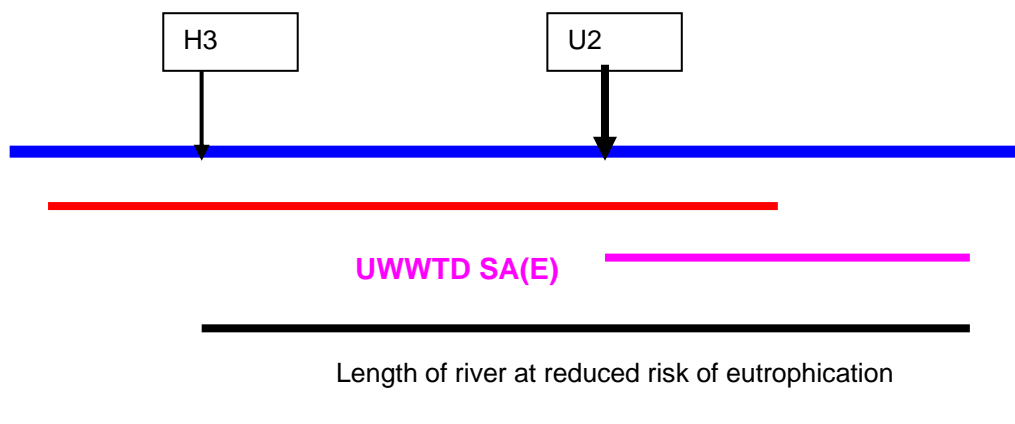 H3
U2
UWWTD SA(E)
Length of river at reduced risk of eutrophication